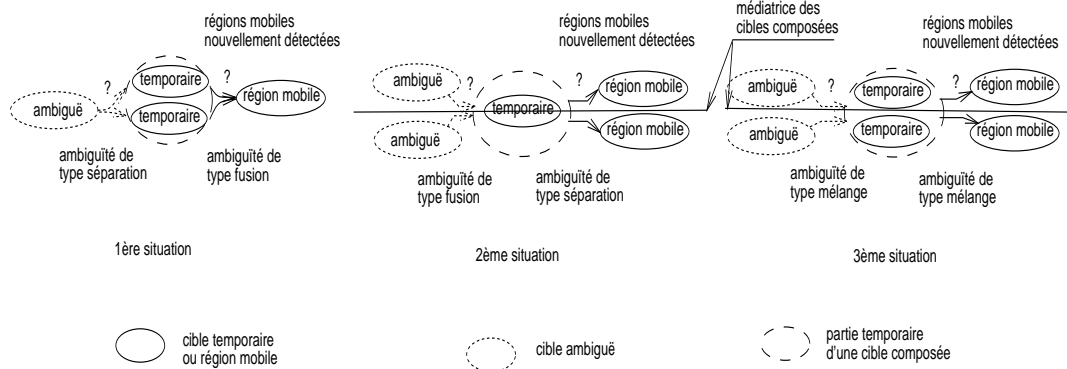 régions mobiles
nouvellement détectées
?
temporaire
?
ambiguë
temporaire
région mobile
ambiguïté de
type séparation
ambiguïté de
type fusion
1ère situation
régions mobiles
nouvellement détectées
médiatrice des
cibles composées
ambiguë
?
temporaire
?
région mobile
ambiguë
région mobile
ambiguïté de
type fusion
ambiguïté de
type séparation
2ème situation
régions mobiles
nouvellement détectées
ambiguë
?
temporaire
?
région mobile
ambiguë
temporaire
région mobile
ambiguïté de
type mélange
ambiguïté de
type mélange
3ème situation
cible temporaire
ou région mobile
cible ambiguë
partie temporaire
d'une cible composée